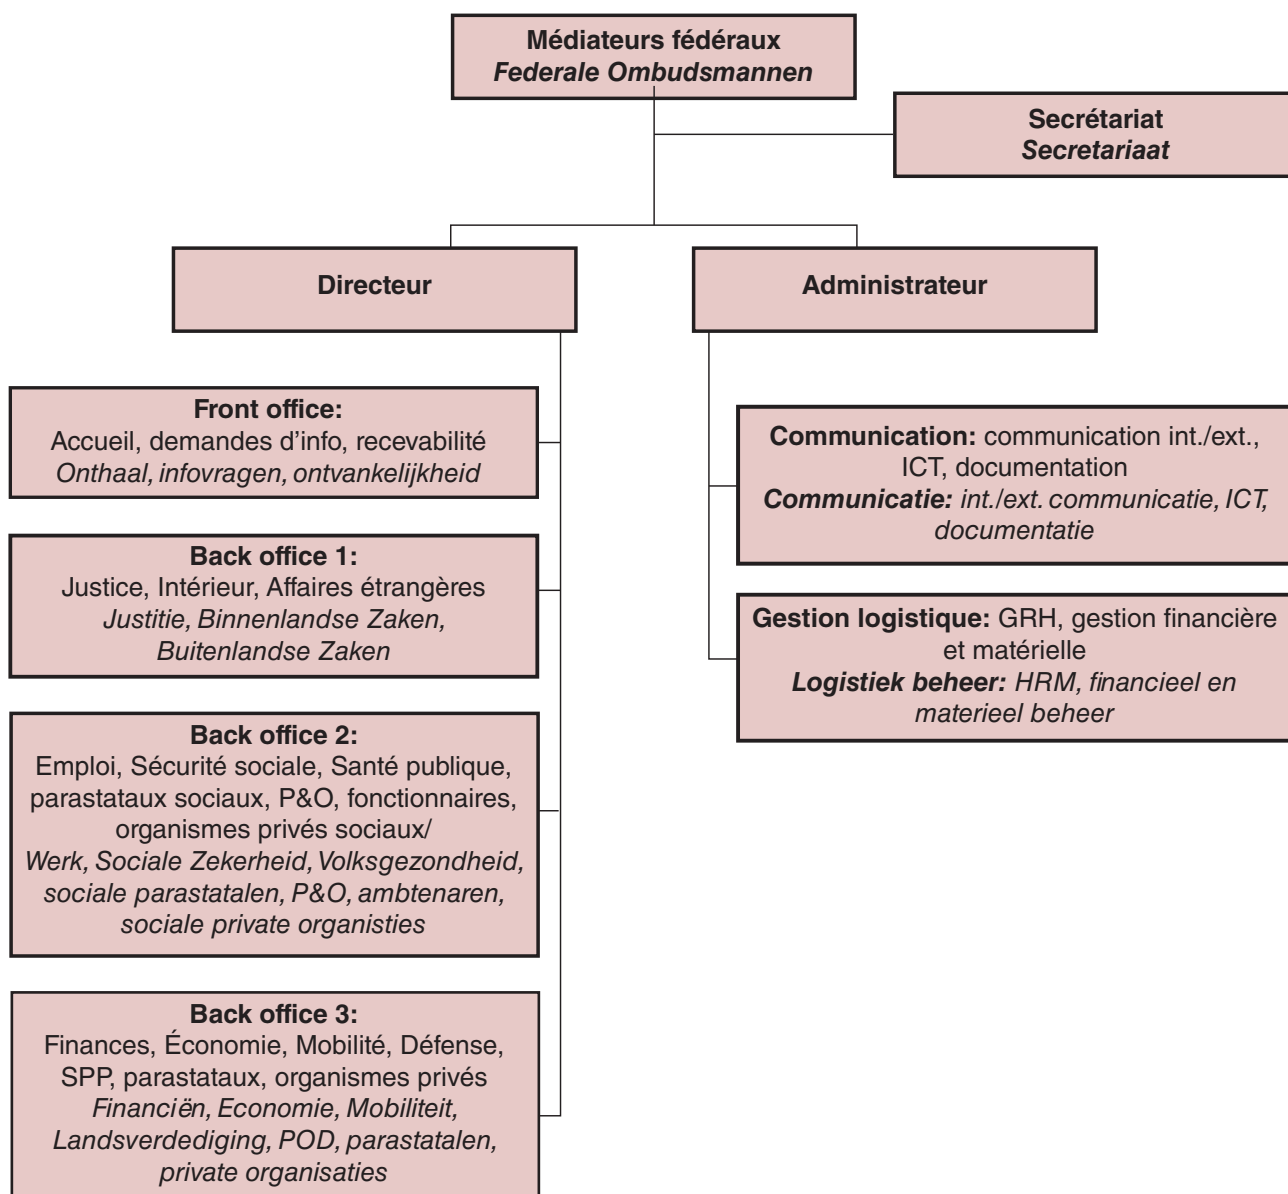 Médiateurs fédéraux
Federale Ombudsmannen
Secrétariat
Secretariaat
Directeur
Administrateur
Front office:
Accueil, demandes d'info, recevabilité
Onthaal, infovragen, ontvankelijkheid
Back office 1:
Justice, Intérieur, Affaires étrangères
Justitie, Binnenlandse Zaken,
Buitenlandse Zaken
Back office 2:
Emploi, Sécurité sociale, Santé publique,
parastataux sociaux, P&O, fonctionnaires,
organismes privés sociaux/
Werk, Sociale Zekerheid, Volksgezondheid,
sociale parastatalen, P&O, ambtenaren,
sociale private organisties
Back office 3:
Finances, Économie, Mobilité, Défense,
SPP, parastataux, organismes privés
Financiën, Economie, Mobiliteit,
Landsverdediging, POD, parastatalen,
private organisaties
Communication: communication int./ext.,
ICT, documentation
Communicatie: int./ext. communicatie, ICT,
documentatie
Gestion logistique: GRH, gestion financière
et matérielle
Logistiek beheer: HRM, financieel en
materieel beheer